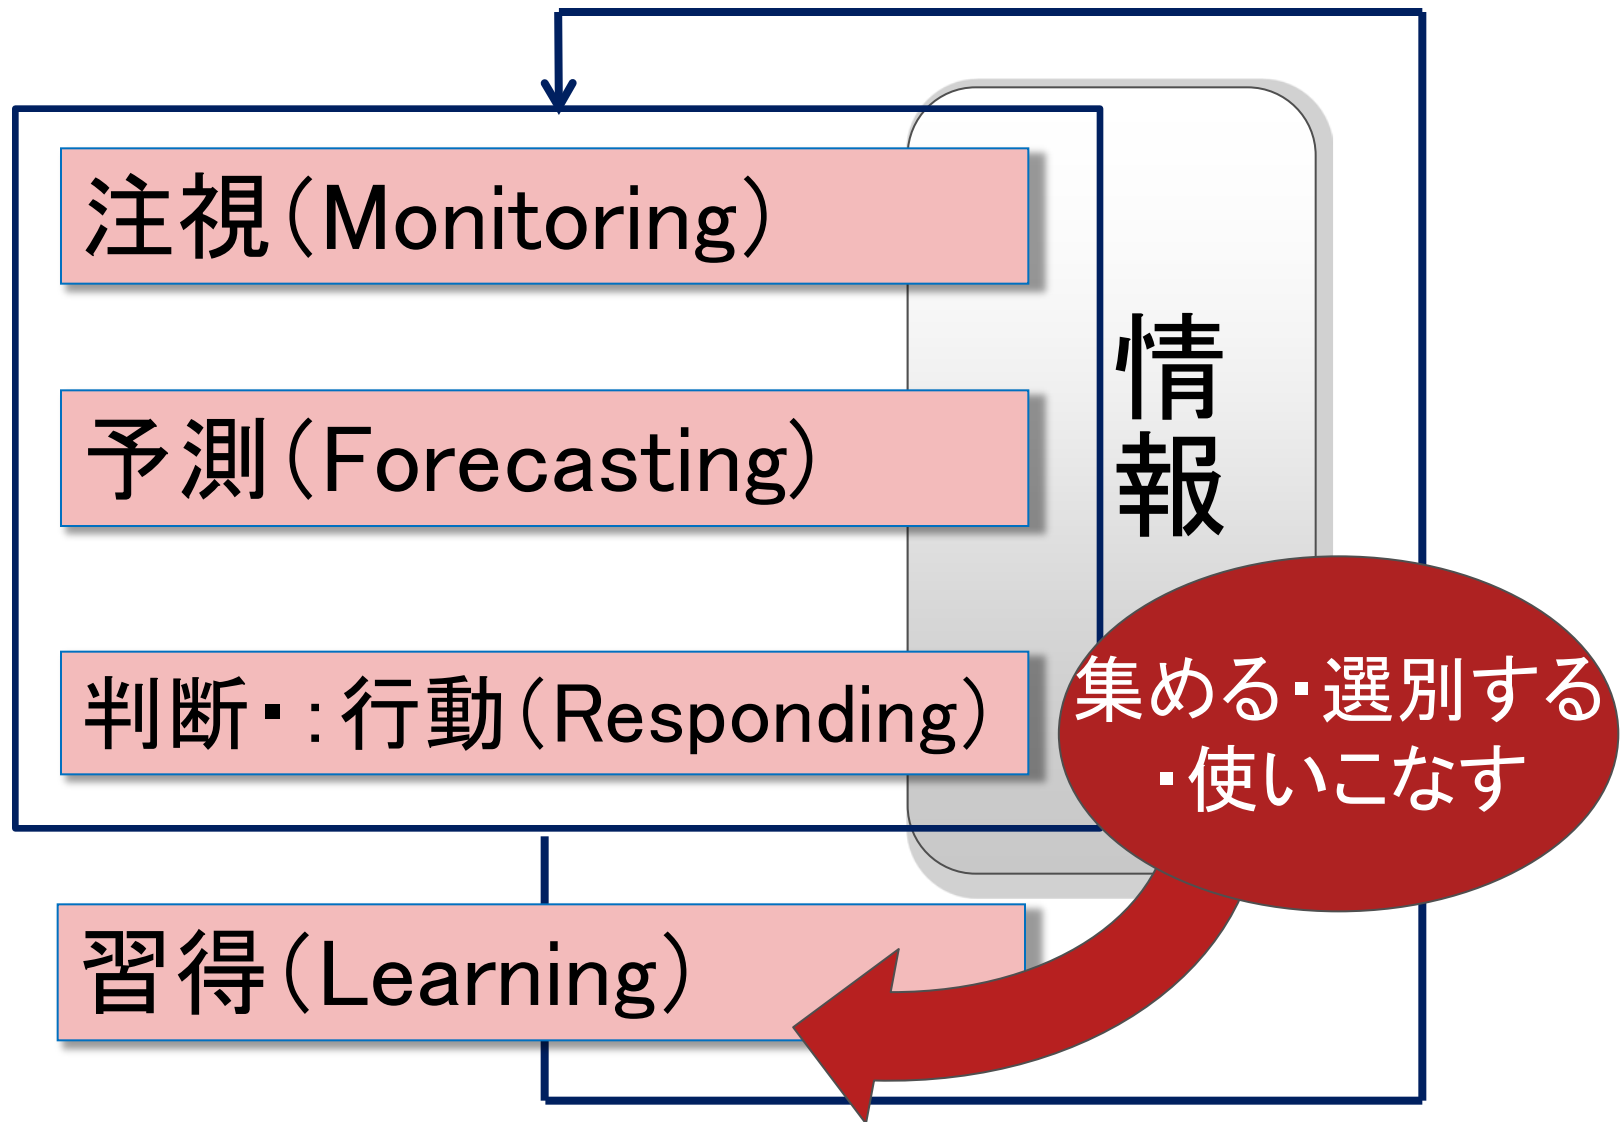 注視（Monitoring）
予測（Forecasting）
判断・：行動（Responding）
習得（Learning）
情報
集める・選別する
・使いこなす